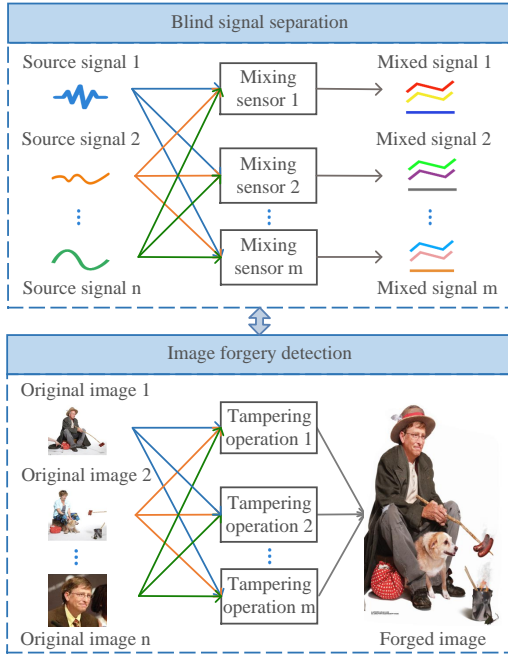 Blind signal separation
Source signal 1
Mixing
sensor 1
Mixed signal 1
Source signal 2
Mixing
sensor 2
Mixed signal 2
Mixing
sensor m
Source signal n
Mixed signal m
Image forgery detection
Original image 1
Tampering
operation 1
Original image 2
Tampering
operation 2
Tampering
operation m
Original image n
Forged image